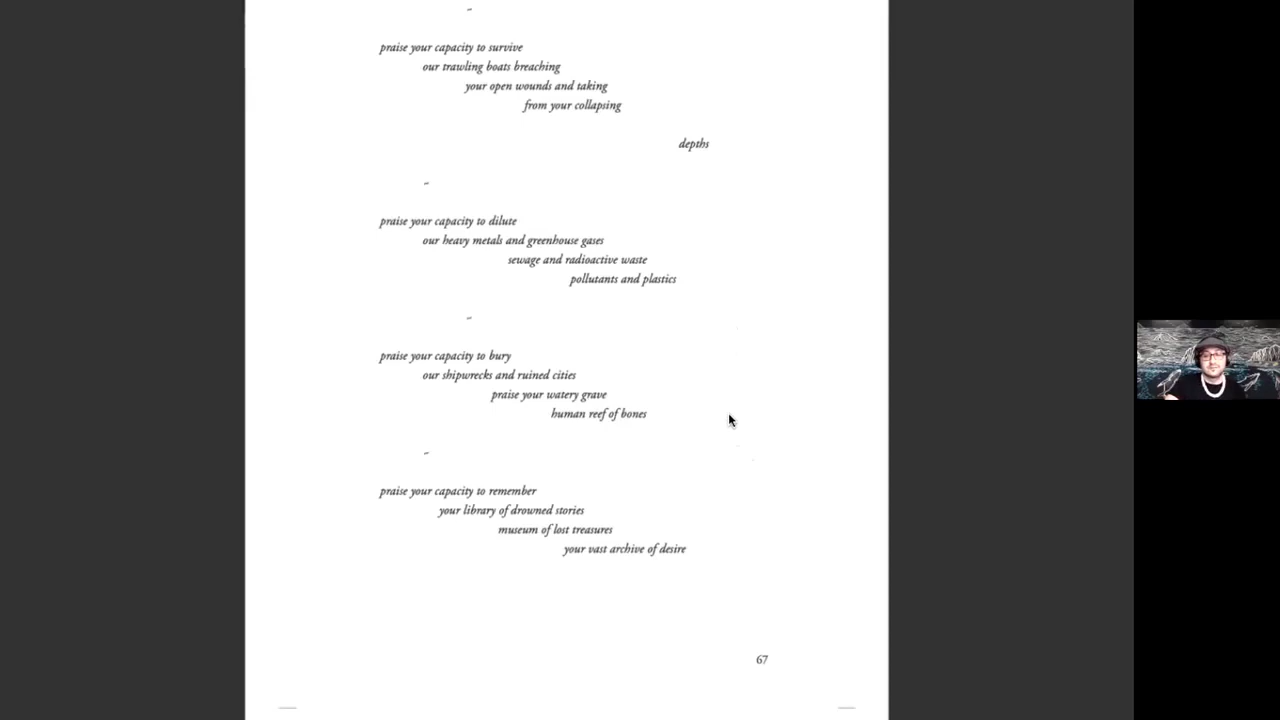 ~
praise your capacity to survive
our trawling boats breaching
your open wounds and taking
from your collapsing
depths
~
praise your capacity to dilute
our heavy metals and greenhouse gases
sewage and radioactive waste
pollutants and plastics
~
praise your capacity to bury
our shipwrecks and ruined cities
praise your watery grave
human reef of bones
~
praise your capacity to remember
your library of drowned stories
museum of lost treasures
your vast archive of desire
67